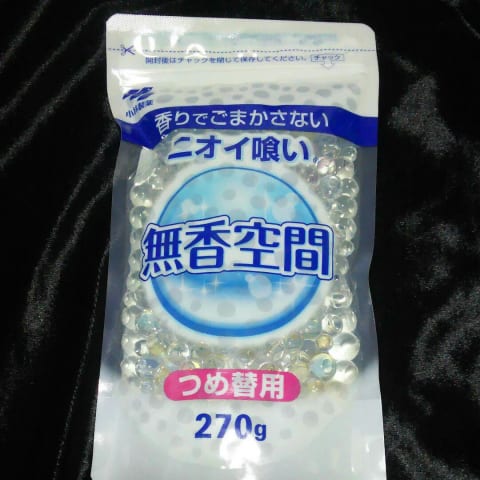 開封後はチャックを閉じて保存してください。
チャック
小林製薬
香りでごまかさない
ニオイ喰い
無香空間
つめ替用
270g